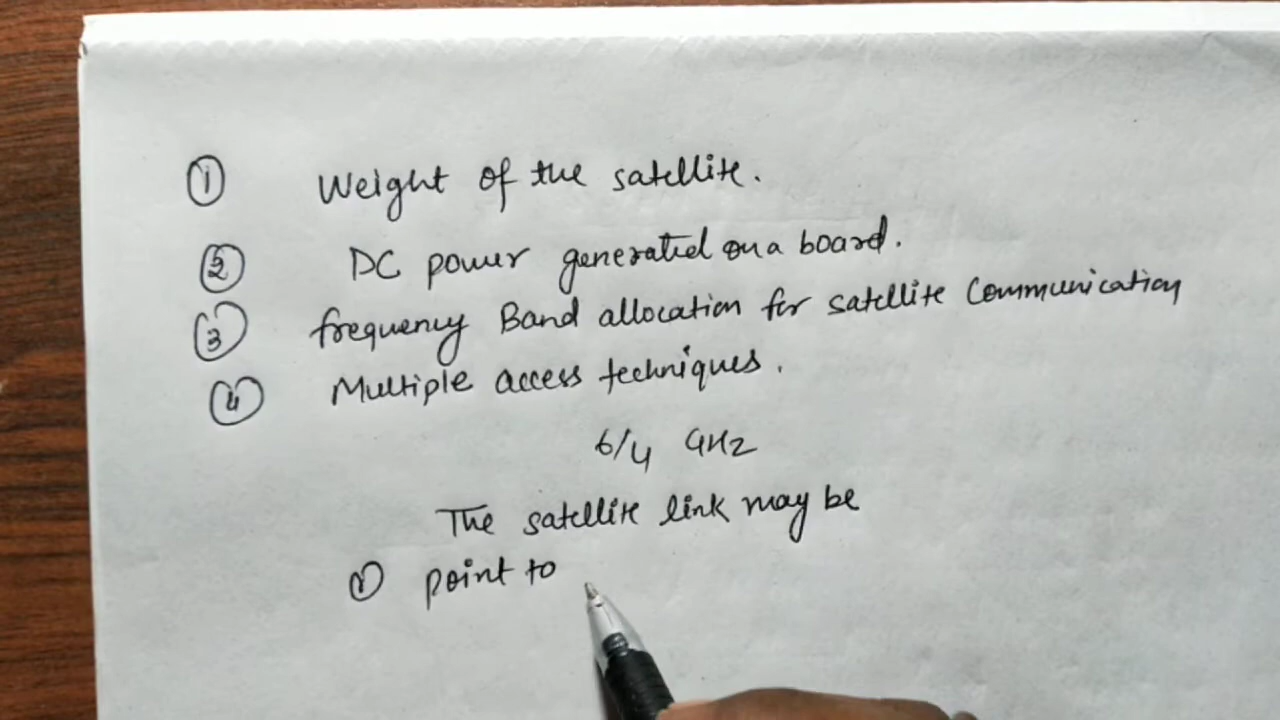 ① Weight of the satellite.
② DC power generated on a board.
③ frequency Band allocation for satellite Communication
④ Multiple access techniques.
6/4 GHz
The satellite link may be
① point to